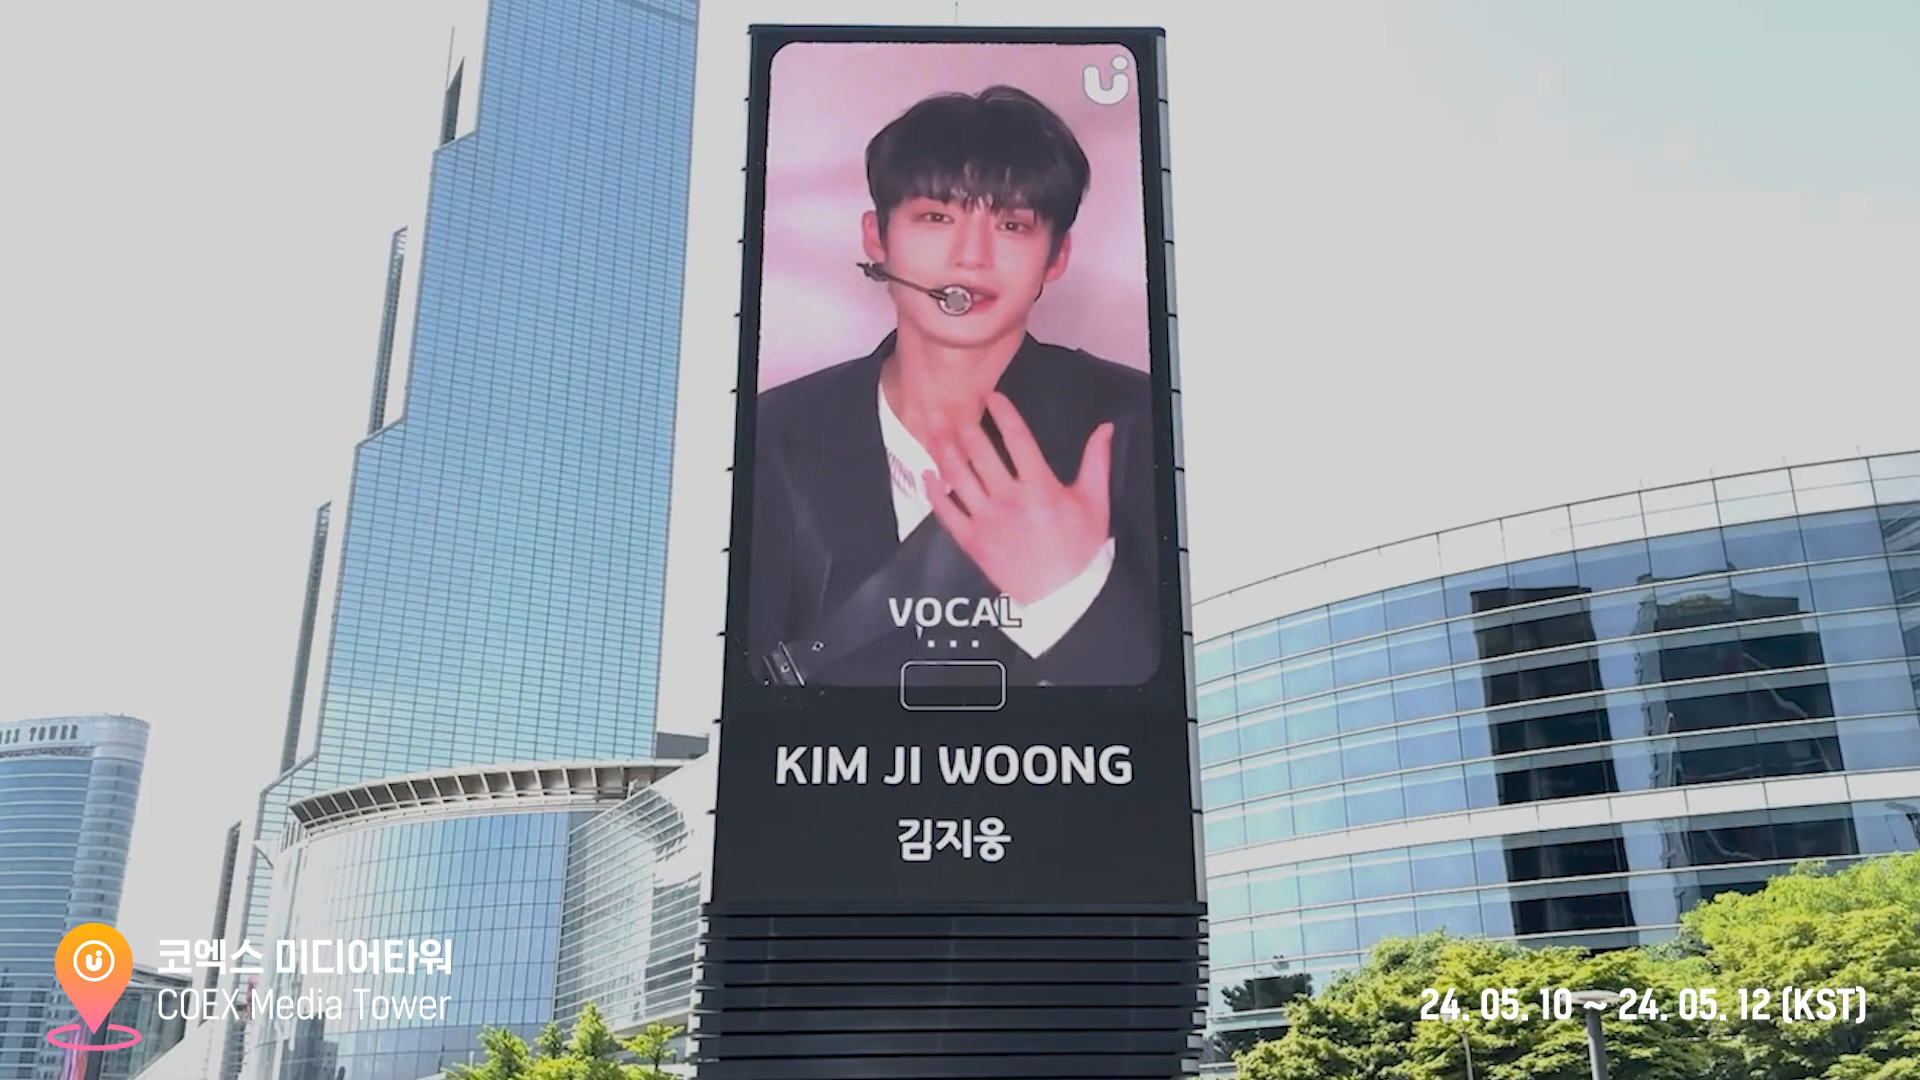 VOCAL
KIM JI WOONG
김지웅
TOWER
코엑스 미디어타워
COEX Media Tower
24. 05. 10 ~ 24. 05. 12 (KST)